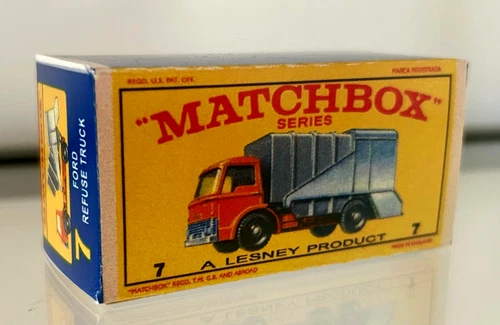 REGD. U.S. PAT. OFF.
MARCA REGISTRADA
"MATCHBOX"
SERIES
7
A LESNEY PRODUCT
7
"MATCHBOX" REGD. T.M. G.B. AND ABROAD
MADE IN ENGLAND
7
FORD
REFUSE TRUCK